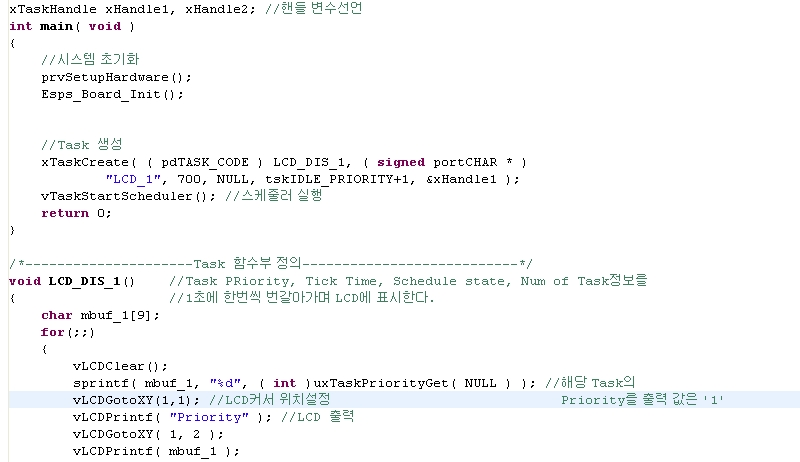 xTaskHandle xHandle1, xHandle2; //핸들 변수선언
int main( void )
{
//시스템 초기화
prvSetupHardware();
Esps_Board_Init();
//Task 생성
xTaskCreate( ( pdTASK_CODE ) LCD_DIS_1, ( signed portCHAR * )
"LCD_1", 700, NULL, tskIDLE_PRIORITY+1, &xHandle1 );
vTaskStartScheduler(); //스케줄러 실행
return 0;
}
/*---------------------Task 함수부 정의---------------------------*/
void LCD_DIS_1() //Task PRiority, Tick Time, Schedule state, Num of Task정보를
{ //1초에 한번씩 번갈아가며 LCD에 표시한다.
char mbuf_1[9];
for(;;)
{
vLCDClear();
sprintf( mbuf_1, "%d", ( int )uxTaskPriorityGet( NULL ) ); //해당 Task의
vLCDGotoXY(1,1); //LCD커서 위치설정 Priority를 출력 값은 '1'
vLCDPrintf( "Priority" ); //LCD 출력
vLCDGotoXY( 1, 2 );
vLCDPrintf( mbuf_1 );